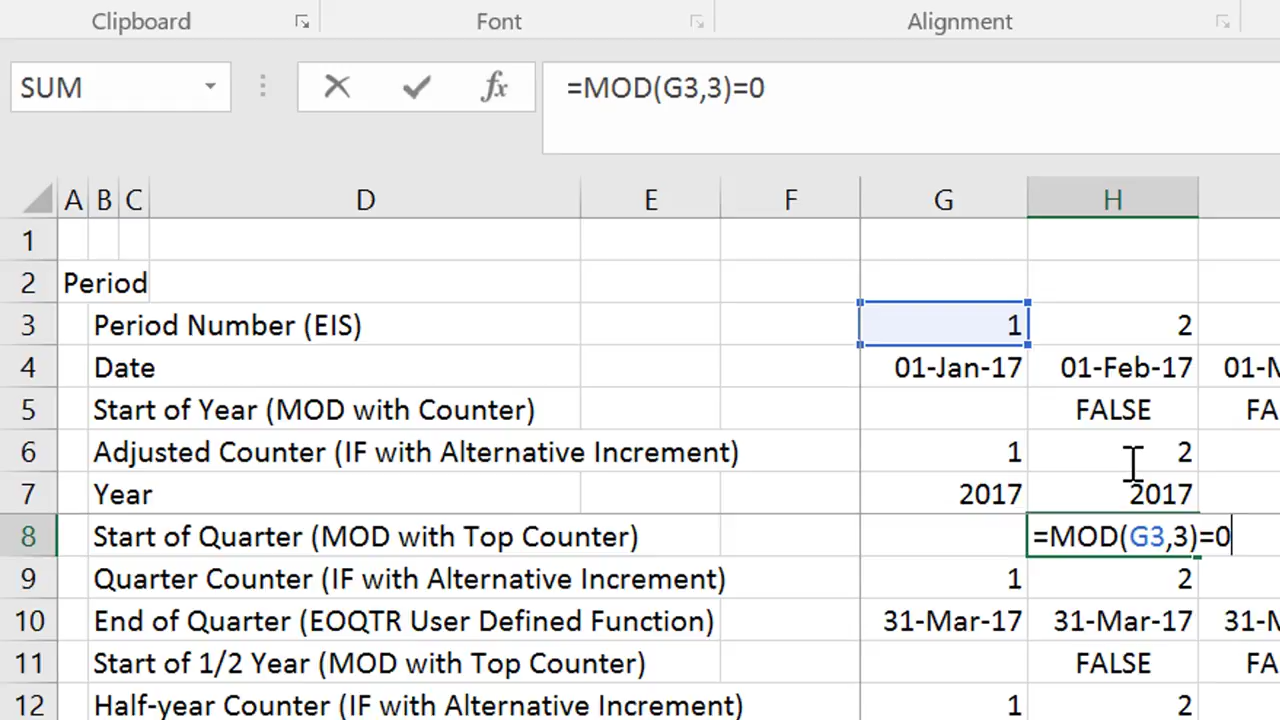 Clipboard Font Alignment
SUM fx =MOD(G3,3)=0
A B C D E F G H
1
2 Period
3 Period Number (EIS) 1 2
4 Date 01-Jan-17 01-Feb-17 01-M
5 Start of Year (MOD with Counter) FALSE FA
6 Adjusted Counter (IF with Alternative Increment) 1 2
7 Year 2017 2017
8 Start of Quarter (MOD with Top Counter) =MOD(G3,3)=0
9 Quarter Counter (IF with Alternative Increment) 1 2
10 End of Quarter (EOQTR User Defined Function) 31-Mar-17 31-Mar-17 31-M
11 Start of 1/2 Year (MOD with Top Counter) FALSE FA
12 Half-year Counter (IF with Alternative Increment) 1 2